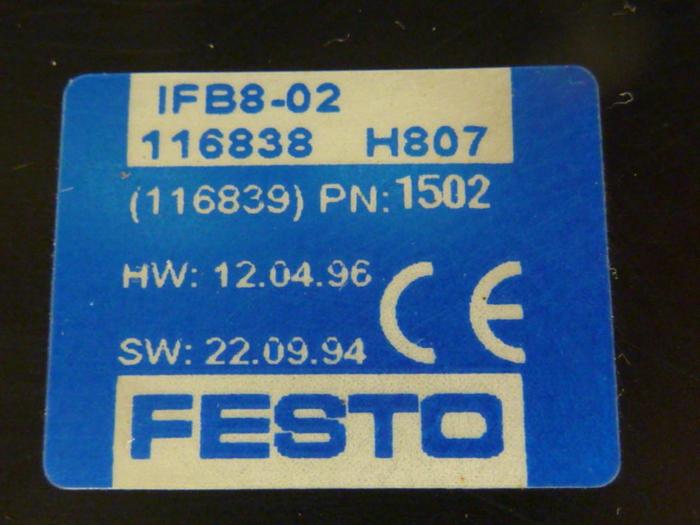 IFB8-02
116838 H807
(116839) PN: 1502
HW: 12.04.96
SW: 22.09.94
CE
FESTO